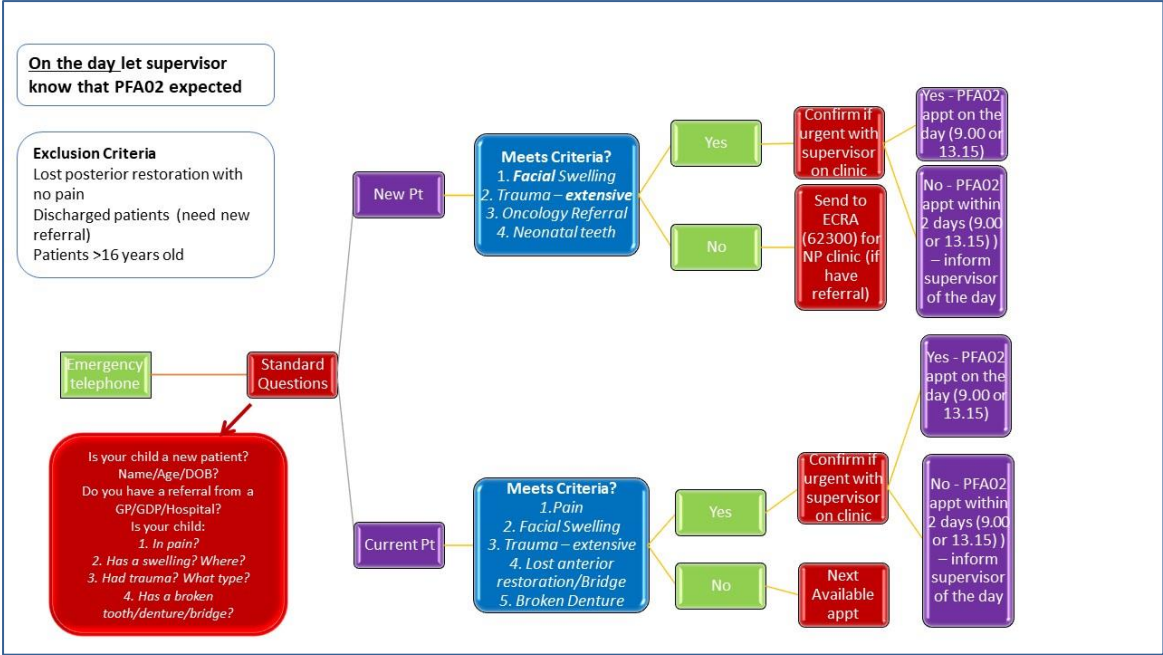 On the day let supervisor
know that PFA02 expected
Exclusion Criteria
Lost posterior restoration with
no pain
Discharged patients (need new
referral)
Patients >16 years old
Emergency
telephone
Standard
Questions
Is your child a new patient?
Name/Age/DOB?
Do you have a referral from a
GP/GDP/Hospital?
Is your child:
1. In pain?
2. Has a swelling? Where?
3. Had trauma? What type?
4. Has a broken
tooth/denture/bridge?
New Pt
Meets Criteria?
1. Facial Swelling
2. Trauma – extensive
3. Oncology Referral
4. Neonatal teeth
Yes
Confirm if
urgent with
supervisor
on clinic
Yes - PFA02
appt on the
day (9.00 or
13.15)
No - PFA02
appt within
2 days (9.00
or 13.15) )
– inform
supervisor
of the day
No
Send to
ECRA
(62300) for
NP clinic (if
have
referral)
Current Pt
Meets Criteria?
1.Pain
2. Facial Swelling
3. Trauma – extensive
4. Lost anterior
restoration/Bridge
5. Broken Denture
Yes
Confirm if
urgent with
supervisor
on clinic
Yes - PFA02
appt on the
day (9.00 or
13.15)
No - PFA02
appt within
2 days (9.00
or 13.15) )
– inform
supervisor
of the day
No
Next
Available
appt